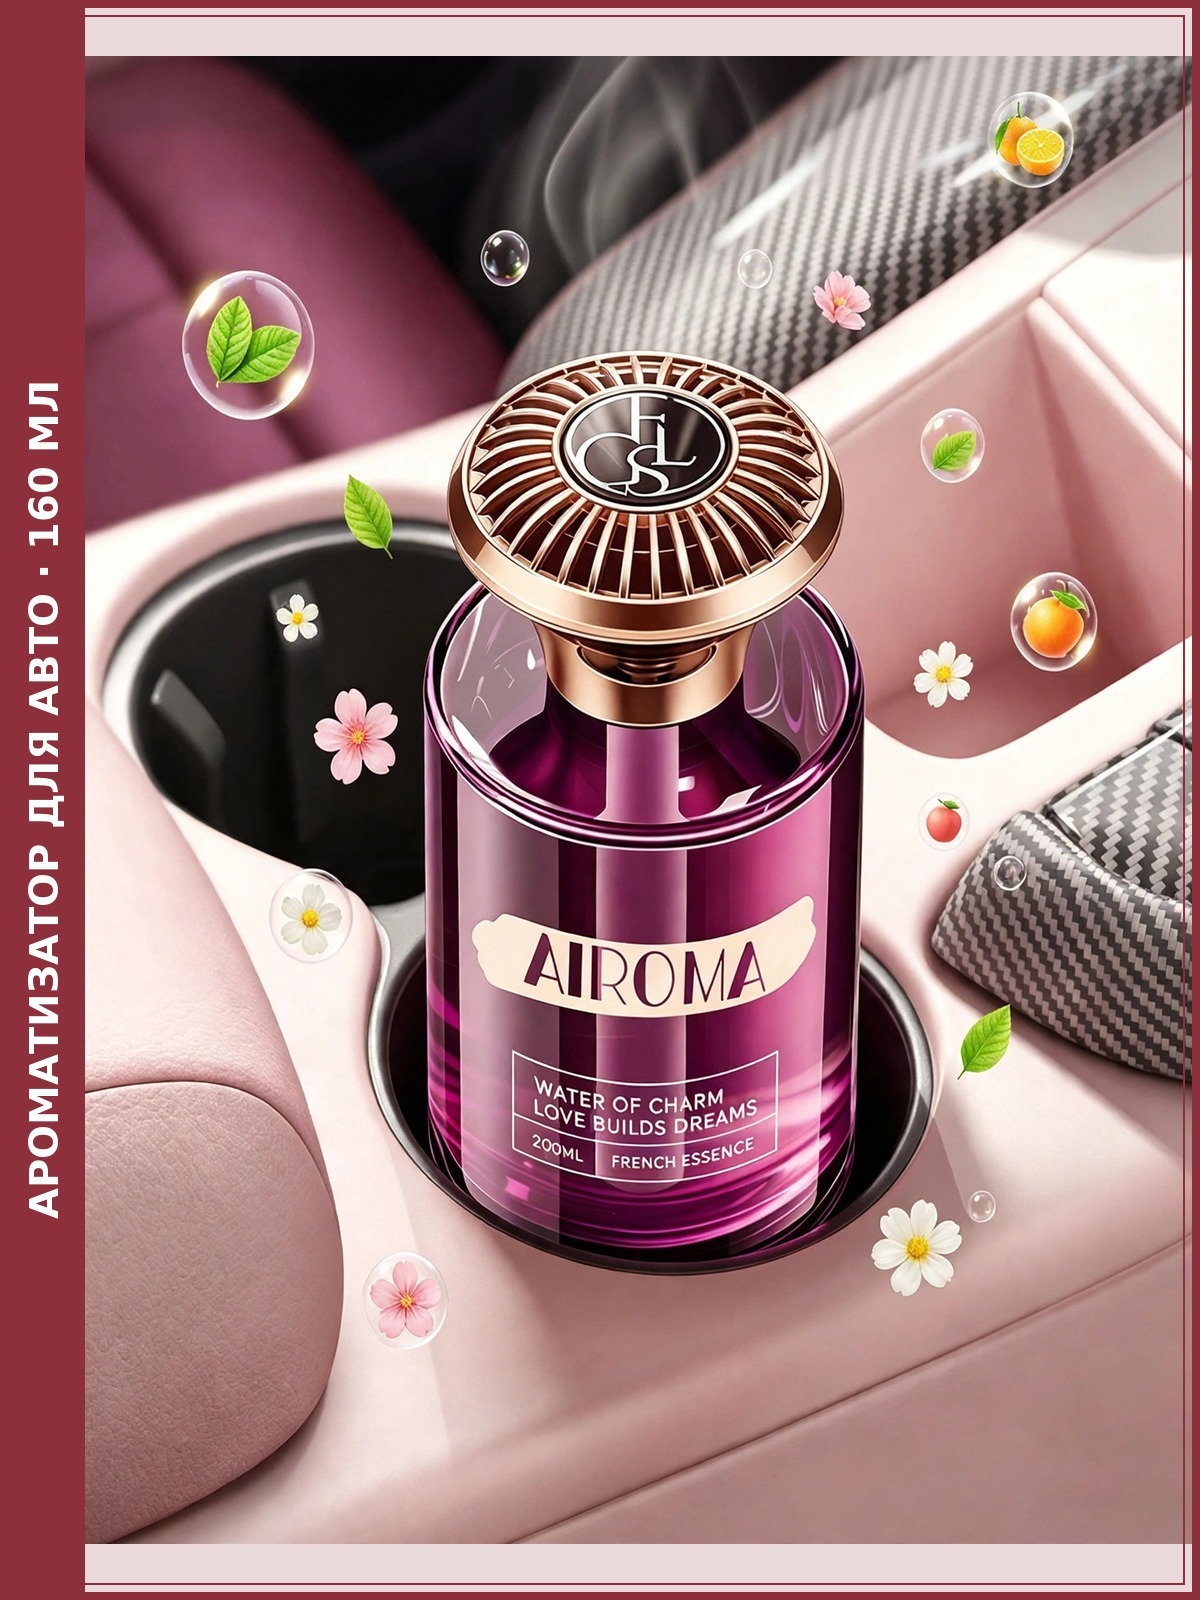 АРОМАТИЗАТОР ДЛЯ АВТО · 160 МЛ
AIROMA
WATER OF CHARM
LOVE BUILDS DREAMS
200ML FRENCH ESSENCE